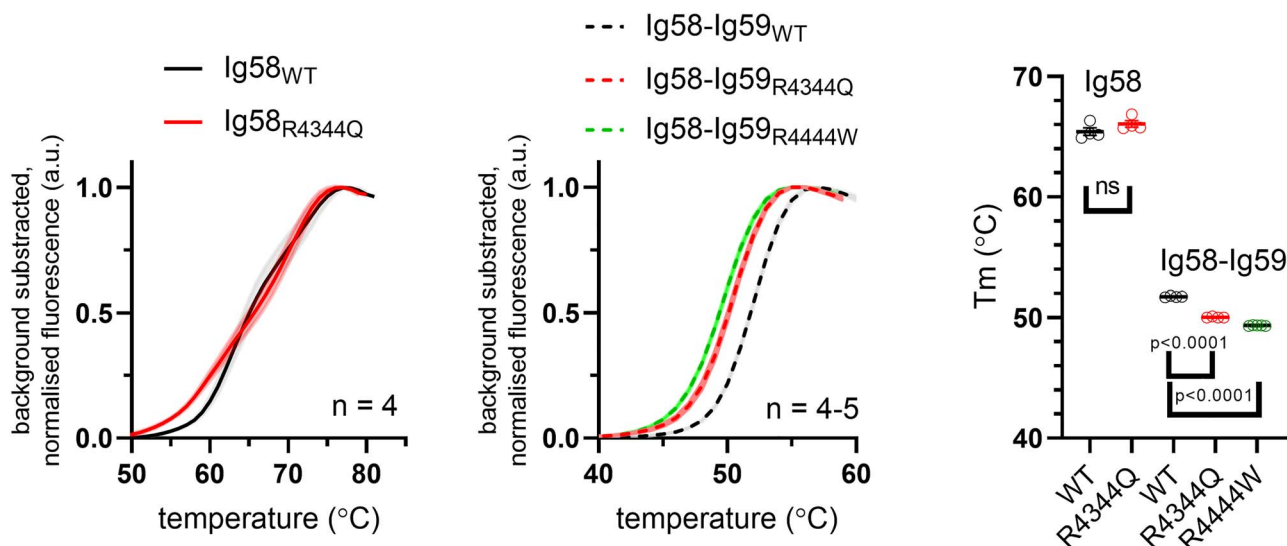 Ig58WT
Ig58R4344Q
background substracted,
normalised fluorescence (a.u.)
1.0
0.5
0.0
n = 4
50
60
70
80
temperature (°C)
Ig58-Ig59WT
Ig58-Ig59R4344Q
Ig58-Ig59R4444W
background substracted,
normalised fluorescence (a.u.)
1.0
0.5
0.0
n = 4-5
40
50
60
temperature (°C)
Tm (°C)
70
60
50
40
Ig58
ns
Ig58-Ig59
p<0.0001
p<0.0001
WT
R4344Q
WT
R4344Q
R4444W